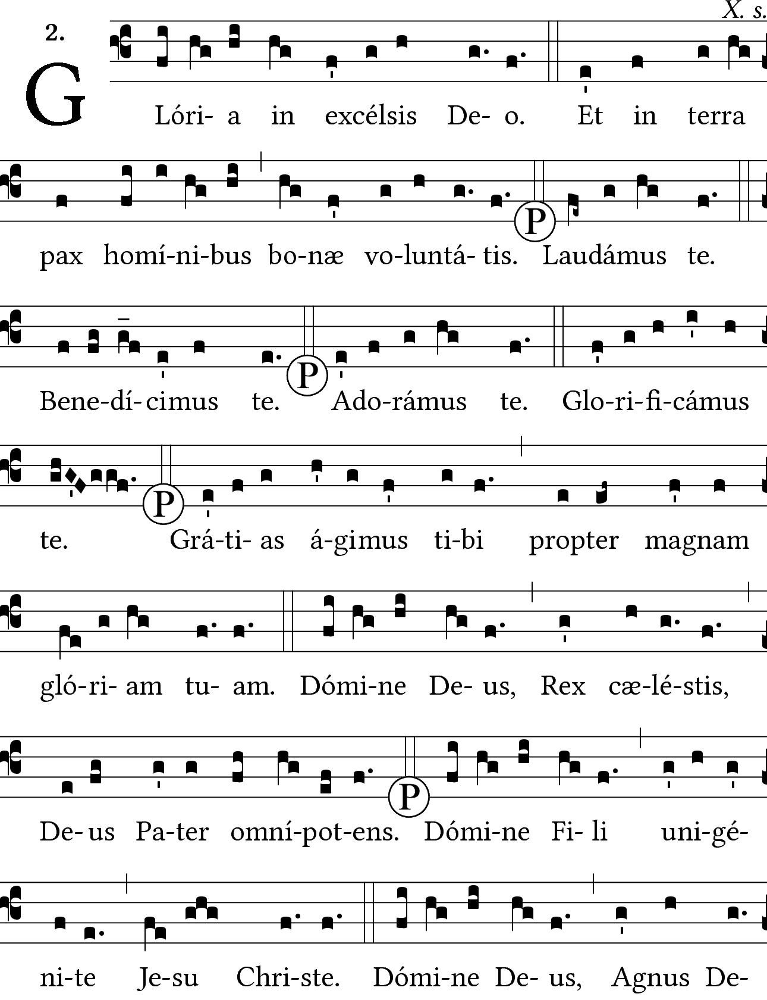 X. s.
2.
G Lóri- a in excélsis De- o. Et in terra
pax homí-ni-bus bo-næ vo-luntá- tis. Ⓟ Laudámus te.
Bene-dí-cimus te. Ⓟ Ado-rámus te. Glo-ri-fi-cámus
te. Ⓟ Grá-ti- as á-gimus ti-bi propter magnam
gló-ri- am tu- am. Dómi-ne De- us, Rex cæ-lé-stis,
De- us Pa-ter omní-pot-ens. Ⓟ Dómi-ne Fi- li uni-gé-
ni-te Je-su Chri-ste. Dómi-ne De- us, Agnus De-